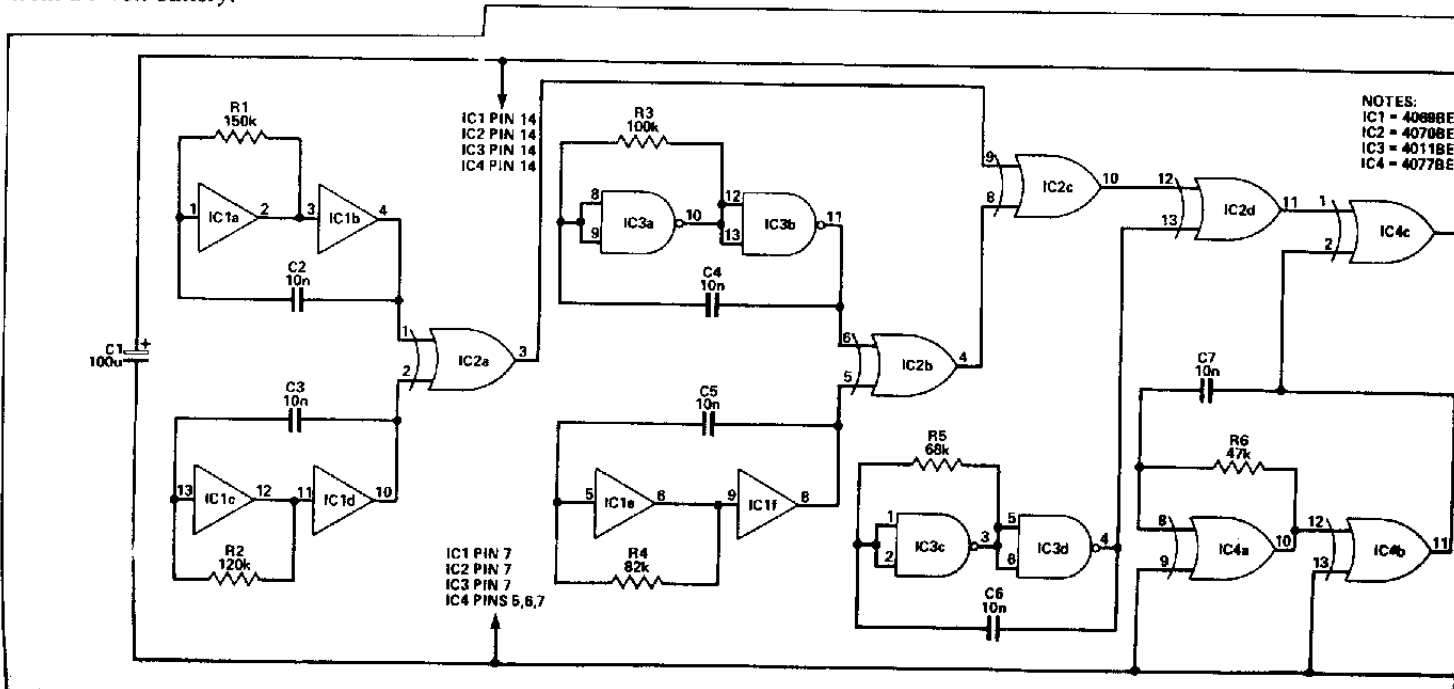 R1
150k
IC1 PIN 14
IC2 PIN 14
IC3 PIN 14
IC4 PIN 14
R3
100k
NOTES:
IC1 = 4069BE
IC2 = 4070BE
IC3 = 4011BE
IC4 = 4077BE
1
IC1a
2
3
IC1b
4
8
9
IC3a
10
12
13
IC3b
11
9
8
IC2c
10
12
13
IC2d
11
1
2
IC4c
C2
10n
C4
10n
C1
100u
+
1
2
IC2a
3
6
5
IC2b
4
C7
10n
C3
10n
C5
10n
R5
68k
R6
47k
13
IC1c
12
11
IC1d
10
5
IC1e
6
9
IC1f
8
1
2
IC3c
3
5
6
IC3d
4
8
9
IC4a
10
12
13
IC4b
11
R2
120k
IC1 PIN 7
IC2 PIN 7
IC3 PIN 7
IC4 PINS 5,6,7
R4
82k
C6
10n